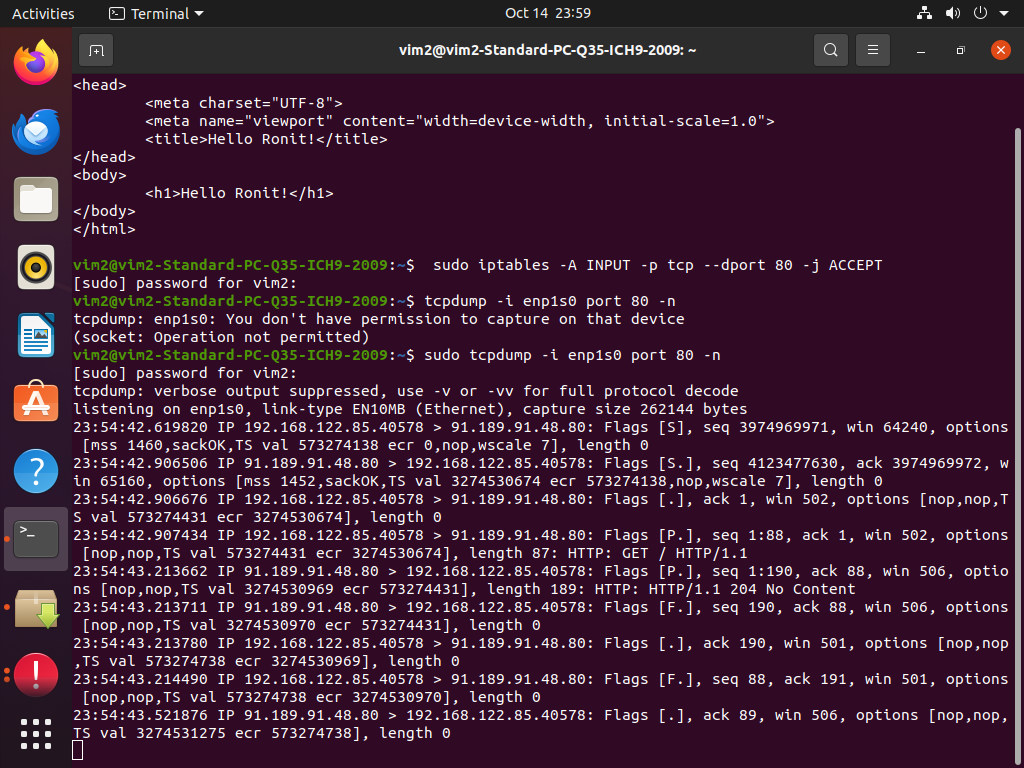 Activities
Terminal
Oct 14 23:59
vim2@vim2-Standard-PC-Q35-ICH9-2009: ~
<head>
        <meta charset="UTF-8">
        <meta name="viewport" content="width=device-width, initial-scale=1.0">
        <title>Hello Ronit!</title>
</head>
<body>
        <h1>Hello Ronit!</h1>
</body>
</html>
vim2@vim2-Standard-PC-Q35-ICH9-2009:~$  sudo iptables -A INPUT -p tcp --dport 80 -j ACCEPT
[sudo] password for vim2:
vim2@vim2-Standard-PC-Q35-ICH9-2009:~$ tcpdump -i enp1s0 port 80 -n
tcpdump: enp1s0: You don't have permission to capture on that device
(socket: Operation not permitted)
vim2@vim2-Standard-PC-Q35-ICH9-2009:~$ sudo tcpdump -i enp1s0 port 80 -n
[sudo] password for vim2:
tcpdump: verbose output suppressed, use -v or -vv for full protocol decode
listening on enp1s0, link-type EN10MB (Ethernet), capture size 262144 bytes
23:54:42.619820 IP 192.168.122.85.40578 > 91.189.91.48.80: Flags [S], seq 3974969971, win 64240, options
 [mss 1460,sackOK,TS val 573274138 ecr 0,nop,wscale 7], length 0
23:54:42.906506 IP 91.189.91.48.80 > 192.168.122.85.40578: Flags [S.], seq 4123477630, ack 3974969972, w
in 65160, options [mss 1452,sackOK,TS val 3274530674 ecr 573274138,nop,wscale 7], length 0
23:54:42.906676 IP 192.168.122.85.40578 > 91.189.91.48.80: Flags [.], ack 1, win 502, options [nop,nop,T
S val 573274431 ecr 3274530674], length 0
23:54:42.907434 IP 192.168.122.85.40578 > 91.189.91.48.80: Flags [P.], seq 1:88, ack 1, win 502, options
 [nop,nop,TS val 573274431 ecr 3274530674], length 87: HTTP: GET / HTTP/1.1
23:54:43.213662 IP 91.189.91.48.80 > 192.168.122.85.40578: Flags [P.], seq 1:190, ack 88, win 506, optio
ns [nop,nop,TS val 3274530969 ecr 573274431], length 189: HTTP: HTTP/1.1 204 No Content
23:54:43.213711 IP 91.189.91.48.80 > 192.168.122.85.40578: Flags [F.], seq 190, ack 88, win 506, options
 [nop,nop,TS val 3274530970 ecr 573274431], length 0
23:54:43.213780 IP 192.168.122.85.40578 > 91.189.91.48.80: Flags [.], ack 190, win 501, options [nop,nop
,TS val 573274738 ecr 3274530969], length 0
23:54:43.214490 IP 192.168.122.85.40578 > 91.189.91.48.80: Flags [F.], seq 88, ack 191, win 501, options
 [nop,nop,TS val 573274738 ecr 3274530970], length 0
23:54:43.521876 IP 91.189.91.48.80 > 192.168.122.85.40578: Flags [.], ack 89, win 506, options [nop,nop,
TS val 3274531275 ecr 573274738], length 0